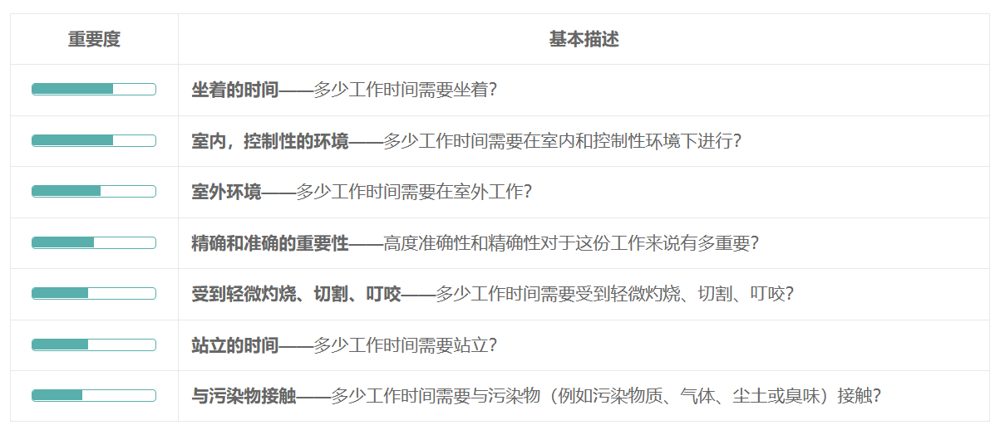 重要度 基本描述
坐着的时间——多少工作时间需要坐着？
室内，控制性的环境——多少工作时间需要在室内和控制性环境下进行？
室外环境——多少工作时间需要在室外工作？
精确和准确的重要性——高度准确性和精确性对于这份工作来说有多重要？
受到轻微灼烧、切割、叮咬——多少工作时间需要受到轻微灼烧、切割、叮咬？
站立的时间——多少工作时间需要站立？
与污染物接触——多少工作时间需要与污染物（例如污染物质、气体、尘土或臭味）接触？